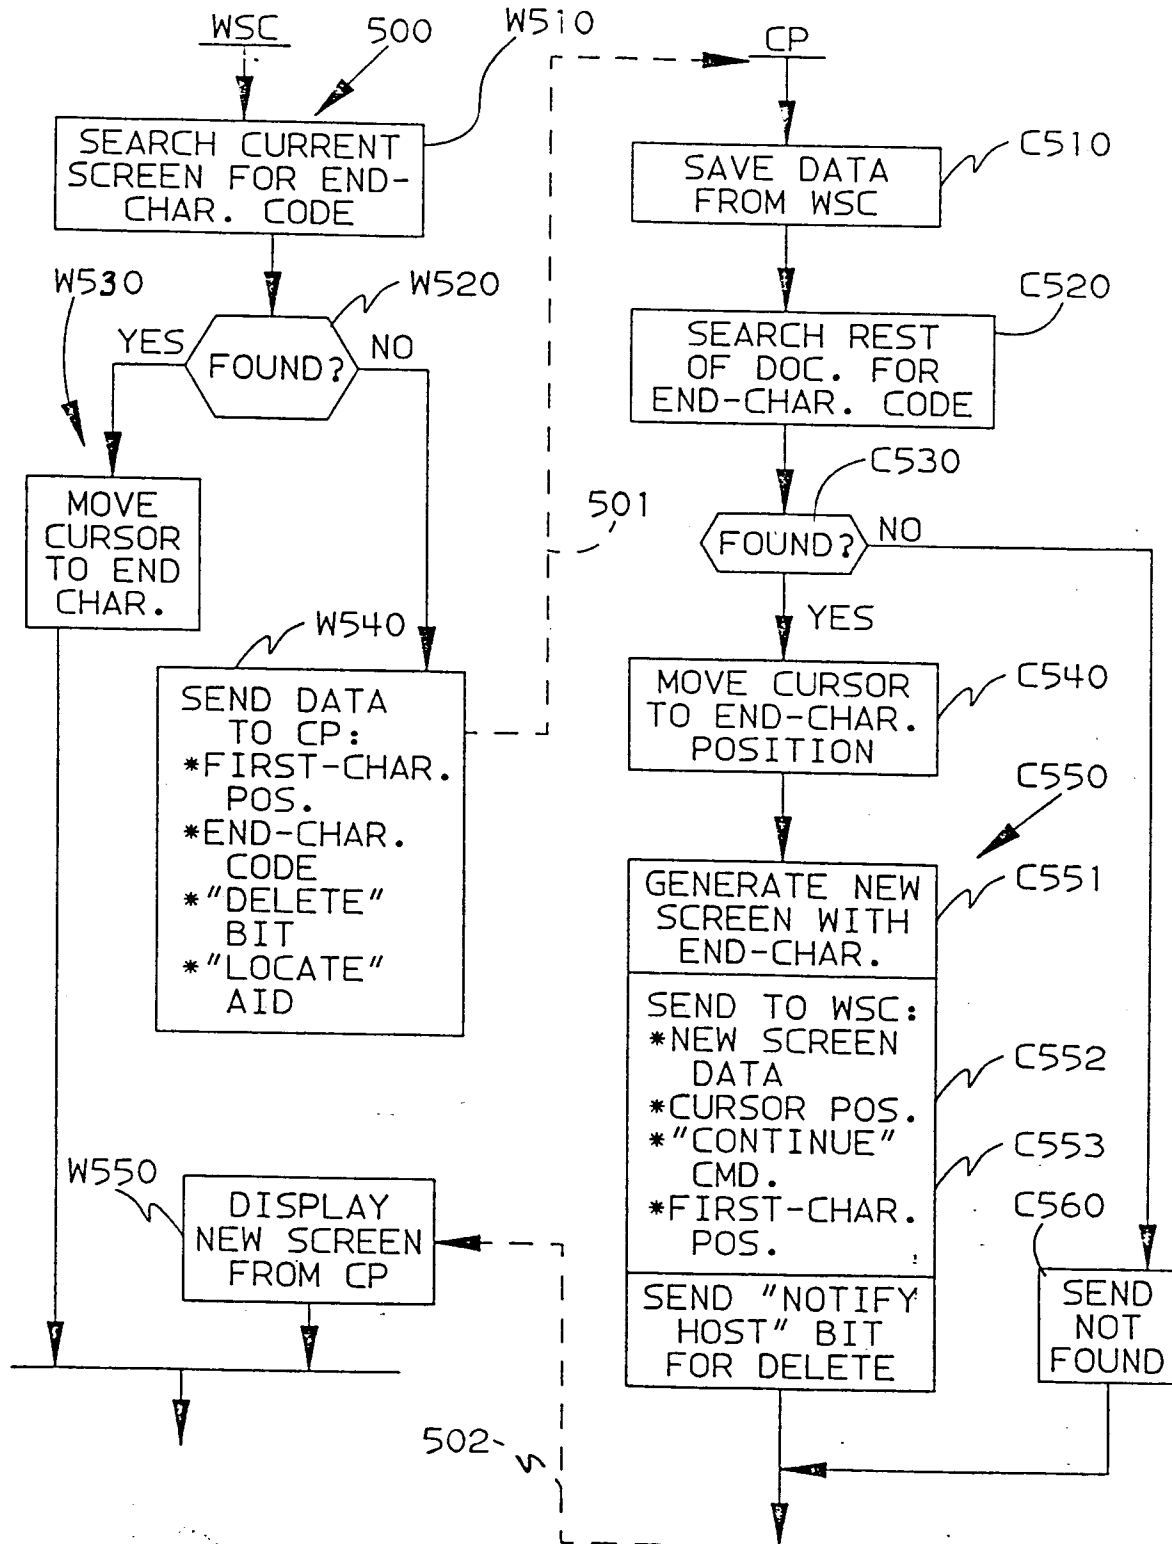 WSC
500
W510
SEARCH CURRENT
SCREEN FOR END-
CHAR. CODE
W530
W520
YES
FOUND?
NO
MOVE
CURSOR
TO END
CHAR.
W540
SEND DATA
TO CP:
*FIRST-CHAR.
POS.
*END-CHAR.
CODE
*"DELETE"
BIT
*"LOCATE"
AID
501
W550
DISPLAY
NEW SCREEN
FROM CP
502
CP
C510
SAVE DATA
FROM WSC
C520
SEARCH REST
OF DOC. FOR
END-CHAR. CODE
C530
FOUND?
NO
YES
C540
MOVE CURSOR
TO END-CHAR.
POSITION
C550
C551
GENERATE NEW
SCREEN WITH
END-CHAR.
SEND TO WSC:
*NEW SCREEN
DATA
C552
*CURSOR POS.
*"CONTINUE"
CMD.
C553
*FIRST-CHAR.
POS.
SEND "NOTIFY
HOST" BIT
FOR DELETE
C560
SEND
NOT
FOUND